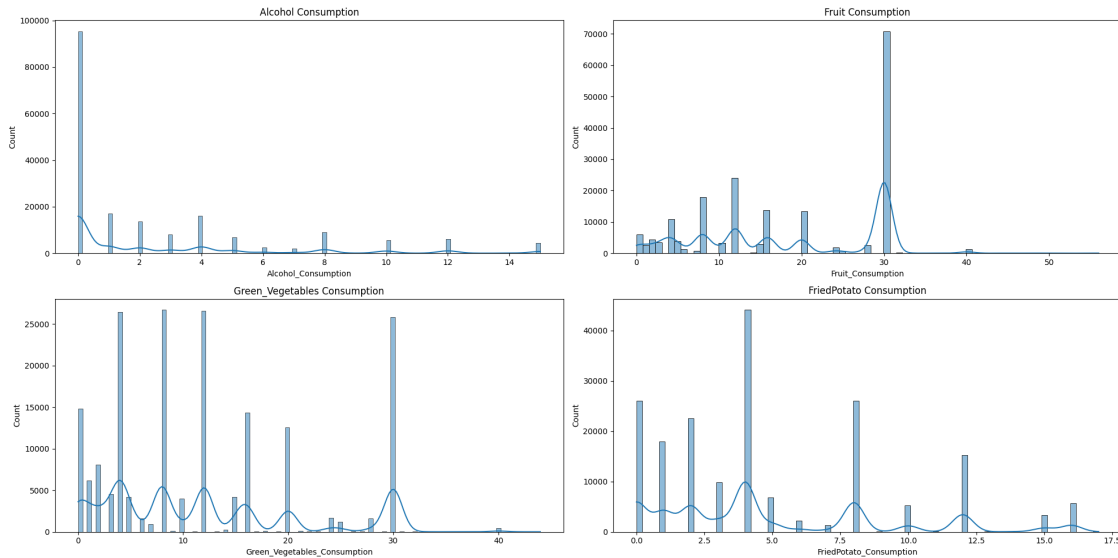 Alcohol Consumption
100000
80000
60000
40000
20000
0
Count
0 2 4 6 8 10 12 14
Alcohol_Consumption
Fruit Consumption
70000
60000
50000
40000
30000
20000
10000
0
Count
0 10 20 30 40 50
Fruit_Consumption
Green_Vegetables Consumption
25000
20000
15000
10000
5000
0
Count
0 10 20 30 40
Green_Vegetables_Consumption
FriedPotato Consumption
40000
30000
20000
10000
0
Count
0.0 2.5 5.0 7.5 10.0 12.5 15.0 17.5
FriedPotato_Consumption